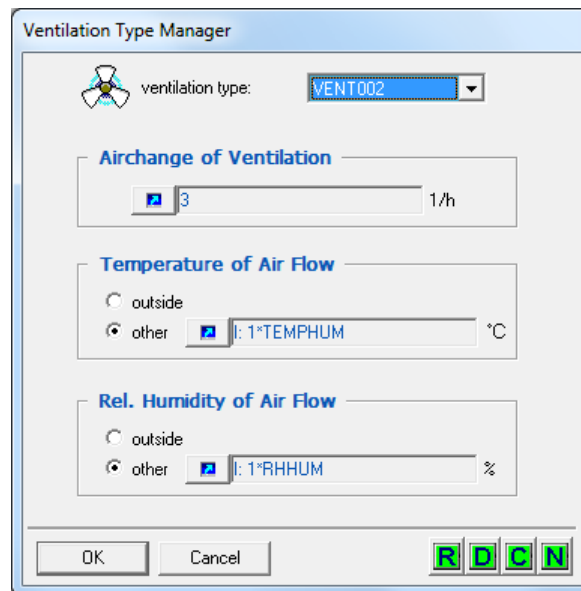 Ventilation Type Manager
ventilation type: VENT002
Airchange of Ventilation
3 1/h
Temperature of Air Flow
outside
other I: 1*TEMPHUM °C
Rel. Humidity of Air Flow
outside
other I: 1*RHHUM %
OK Cancel R D C N